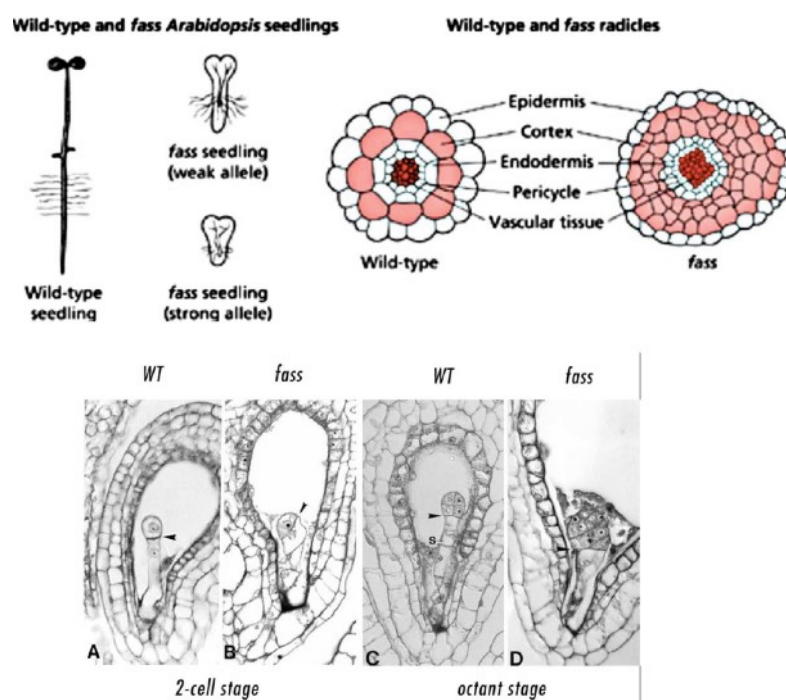 Wild-type and fass Arabidopsis seedlings
Wild-type and fass radicles
Wild-type
seedling
fass seedling
(weak allele)
fass seedling
(strong allele)
Epidermis
Cortex
Endodermis
Pericycle
Vascular tissue
Wild-type
fass
WT
fass
WT
fass
S
A
B
C
D
2-cell stage
octant stage